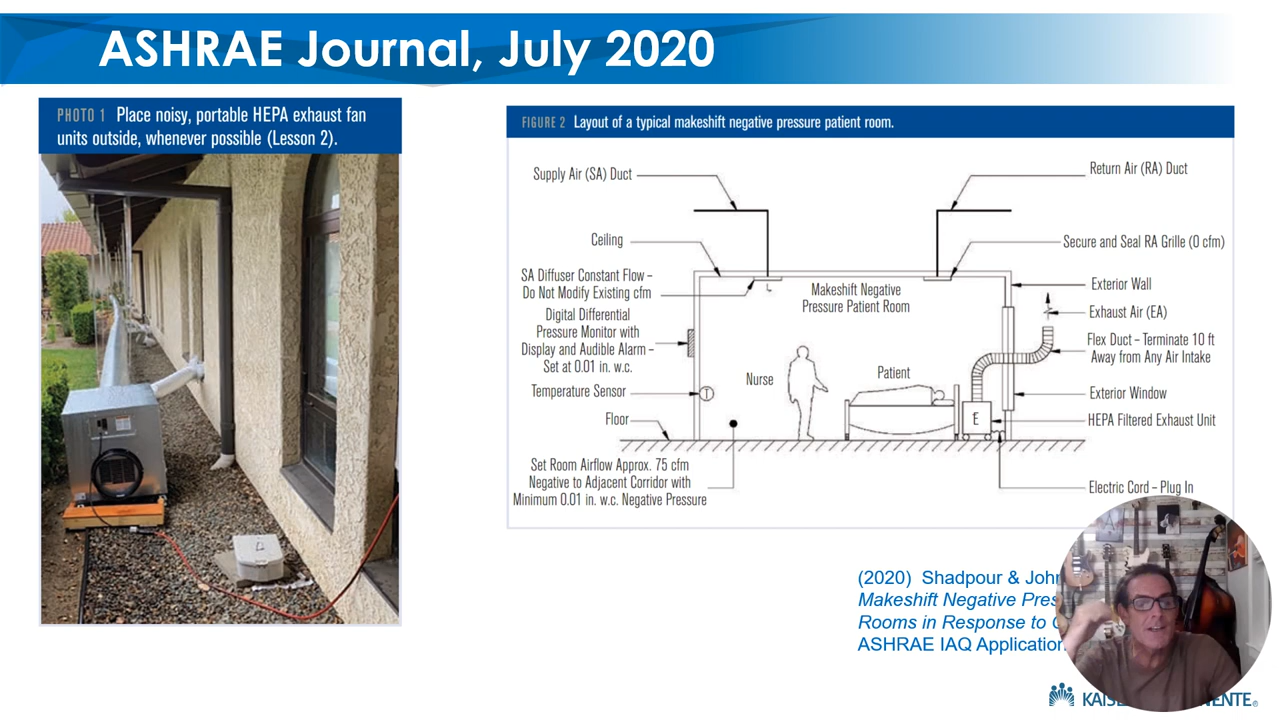 ASHRAE Journal, July 2020
PHOTO 1 Place noisy, portable HEPA exhaust fan
units outside, whenever possible (Lesson 2).
FIGURE 2 Layout of a typical makeshift negative pressure patient room.
Supply Air (SA) Duct
Return Air (RA) Duct
Ceiling
Secure and Seal RA Grille (0 cfm)
SA Diffuser Constant Flow –
Do Not Modify Existing cfm
Makeshift Negative
Pressure Patient Room
Exterior Wall
Exhaust Air (EA)
Digital Differential
Pressure Monitor with
Display and Audible Alarm –
Set at 0.01 in. w.c.
Flex Duct – Terminate 10 ft
Away from Any Air Intake
Nurse
Patient
Temperature Sensor
T
Exterior Window
Floor
E
HEPA Filtered Exhaust Unit
Set Room Airflow Approx. 75 cfm
Negative to Adjacent Corridor with
Minimum 0.01 in. w.c. Negative Pressure
Electric Cord – Plug In
(2020) Shadpour &
Makeshift Negative
Rooms in Response to
ASHRAE IAQ